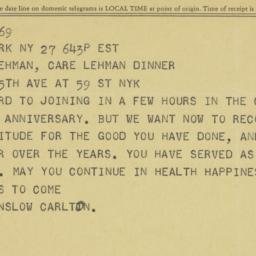 e date line on domestic telegrams is LOCAL TIME at point of origin. Time of receipt is
69
RK NY 27 643P EST
EHMAN, CARE LEHMAN DINNER
5TH AVE AT 59 ST NYK
RD TO JOINING IN A FEW HOURS IN THE
ANNIVERSARY. BUT WE WANT NOW TO RECO
ITUDE FOR THE GOOD YOU HAVE DONE, AN
R OVER THE YEARS. YOU HAVE SERVED AS
. MAY YOU CONTINUE IN HEALTH HAPPINES
S TO COME
NSLOW CARLTON.